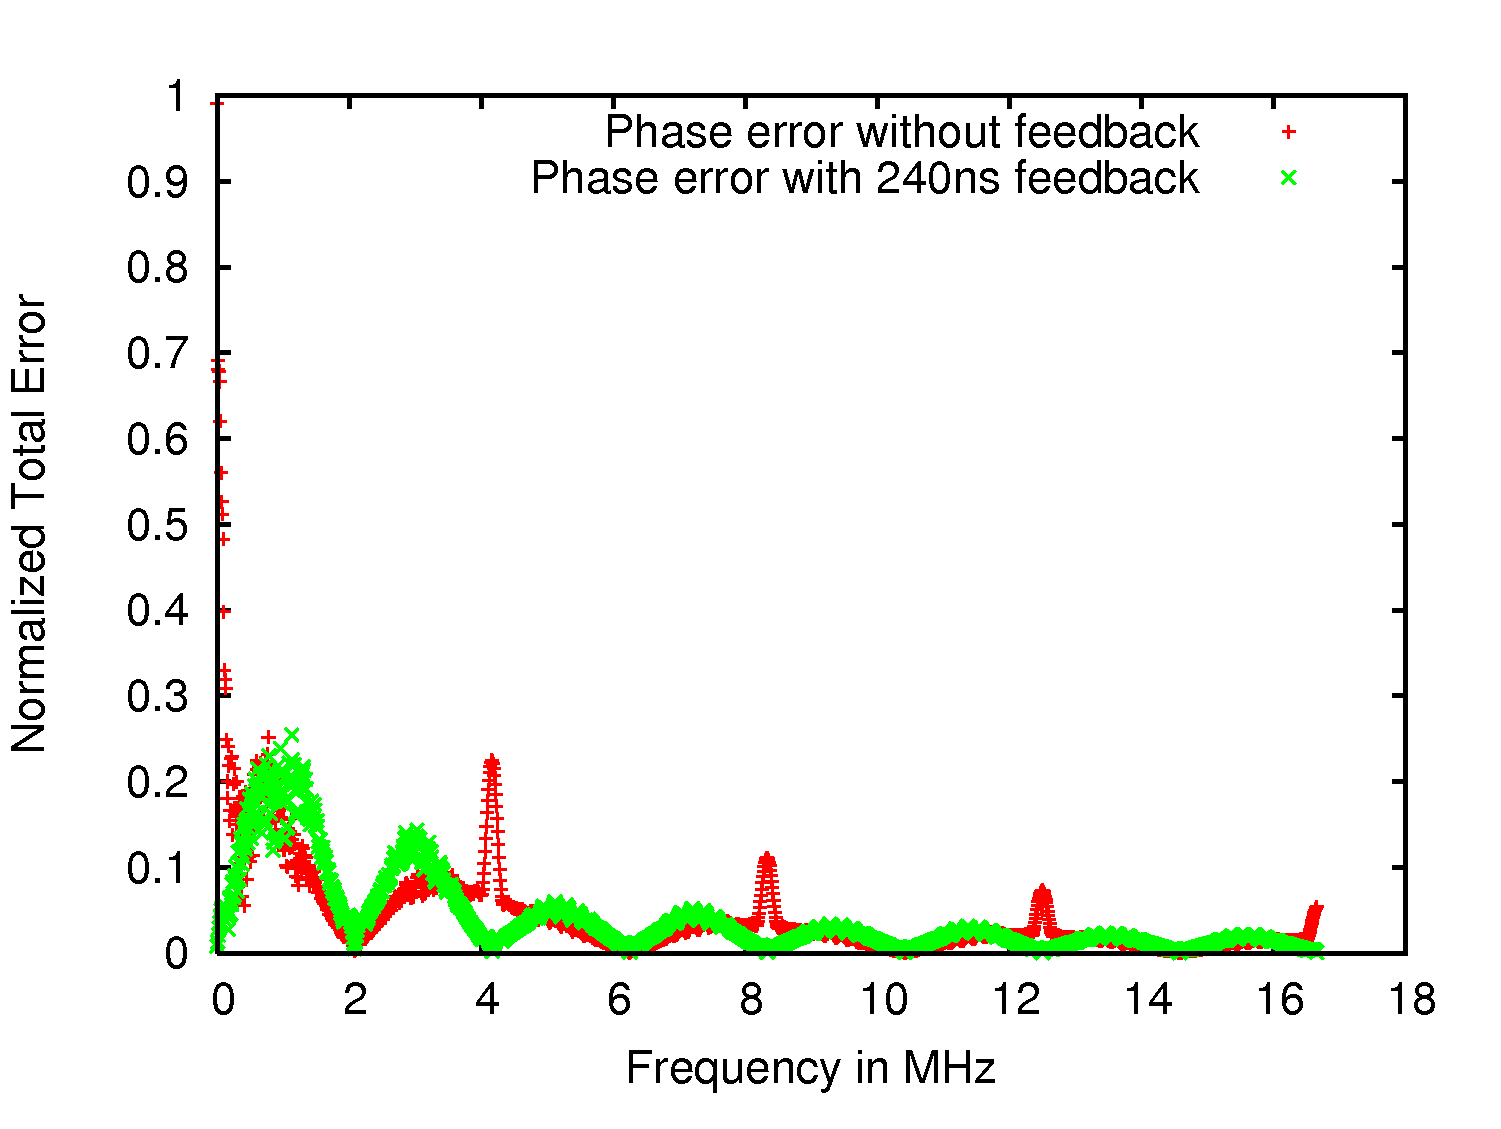 Phase error without feedback
Phase error with 240ns feedback
Normalized Total Error
1
0.9
0.8
0.7
0.6
0.5
0.4
0.3
0.2
0.1
0
0 2 4 6 8 10 12 14 16 18
Frequency in MHz